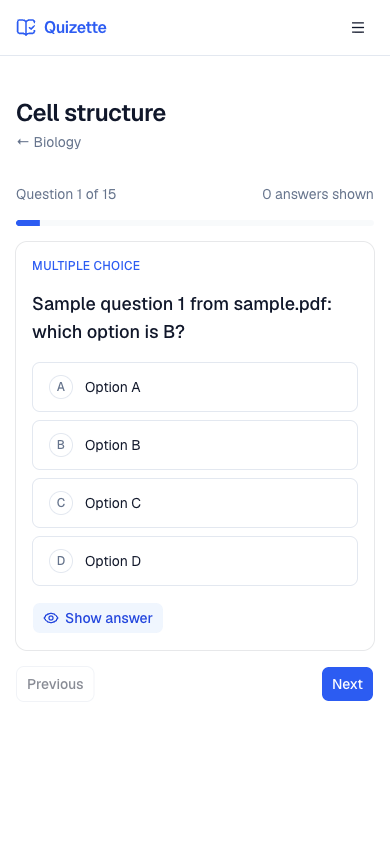 Quizette
Cell structure
← Biology
Question 1 of 15
0 answers shown
MULTIPLE CHOICE
Sample question 1 from sample.pdf:
which option is B?
A Option A
B Option B
C Option C
D Option D
Show answer
Previous
Next